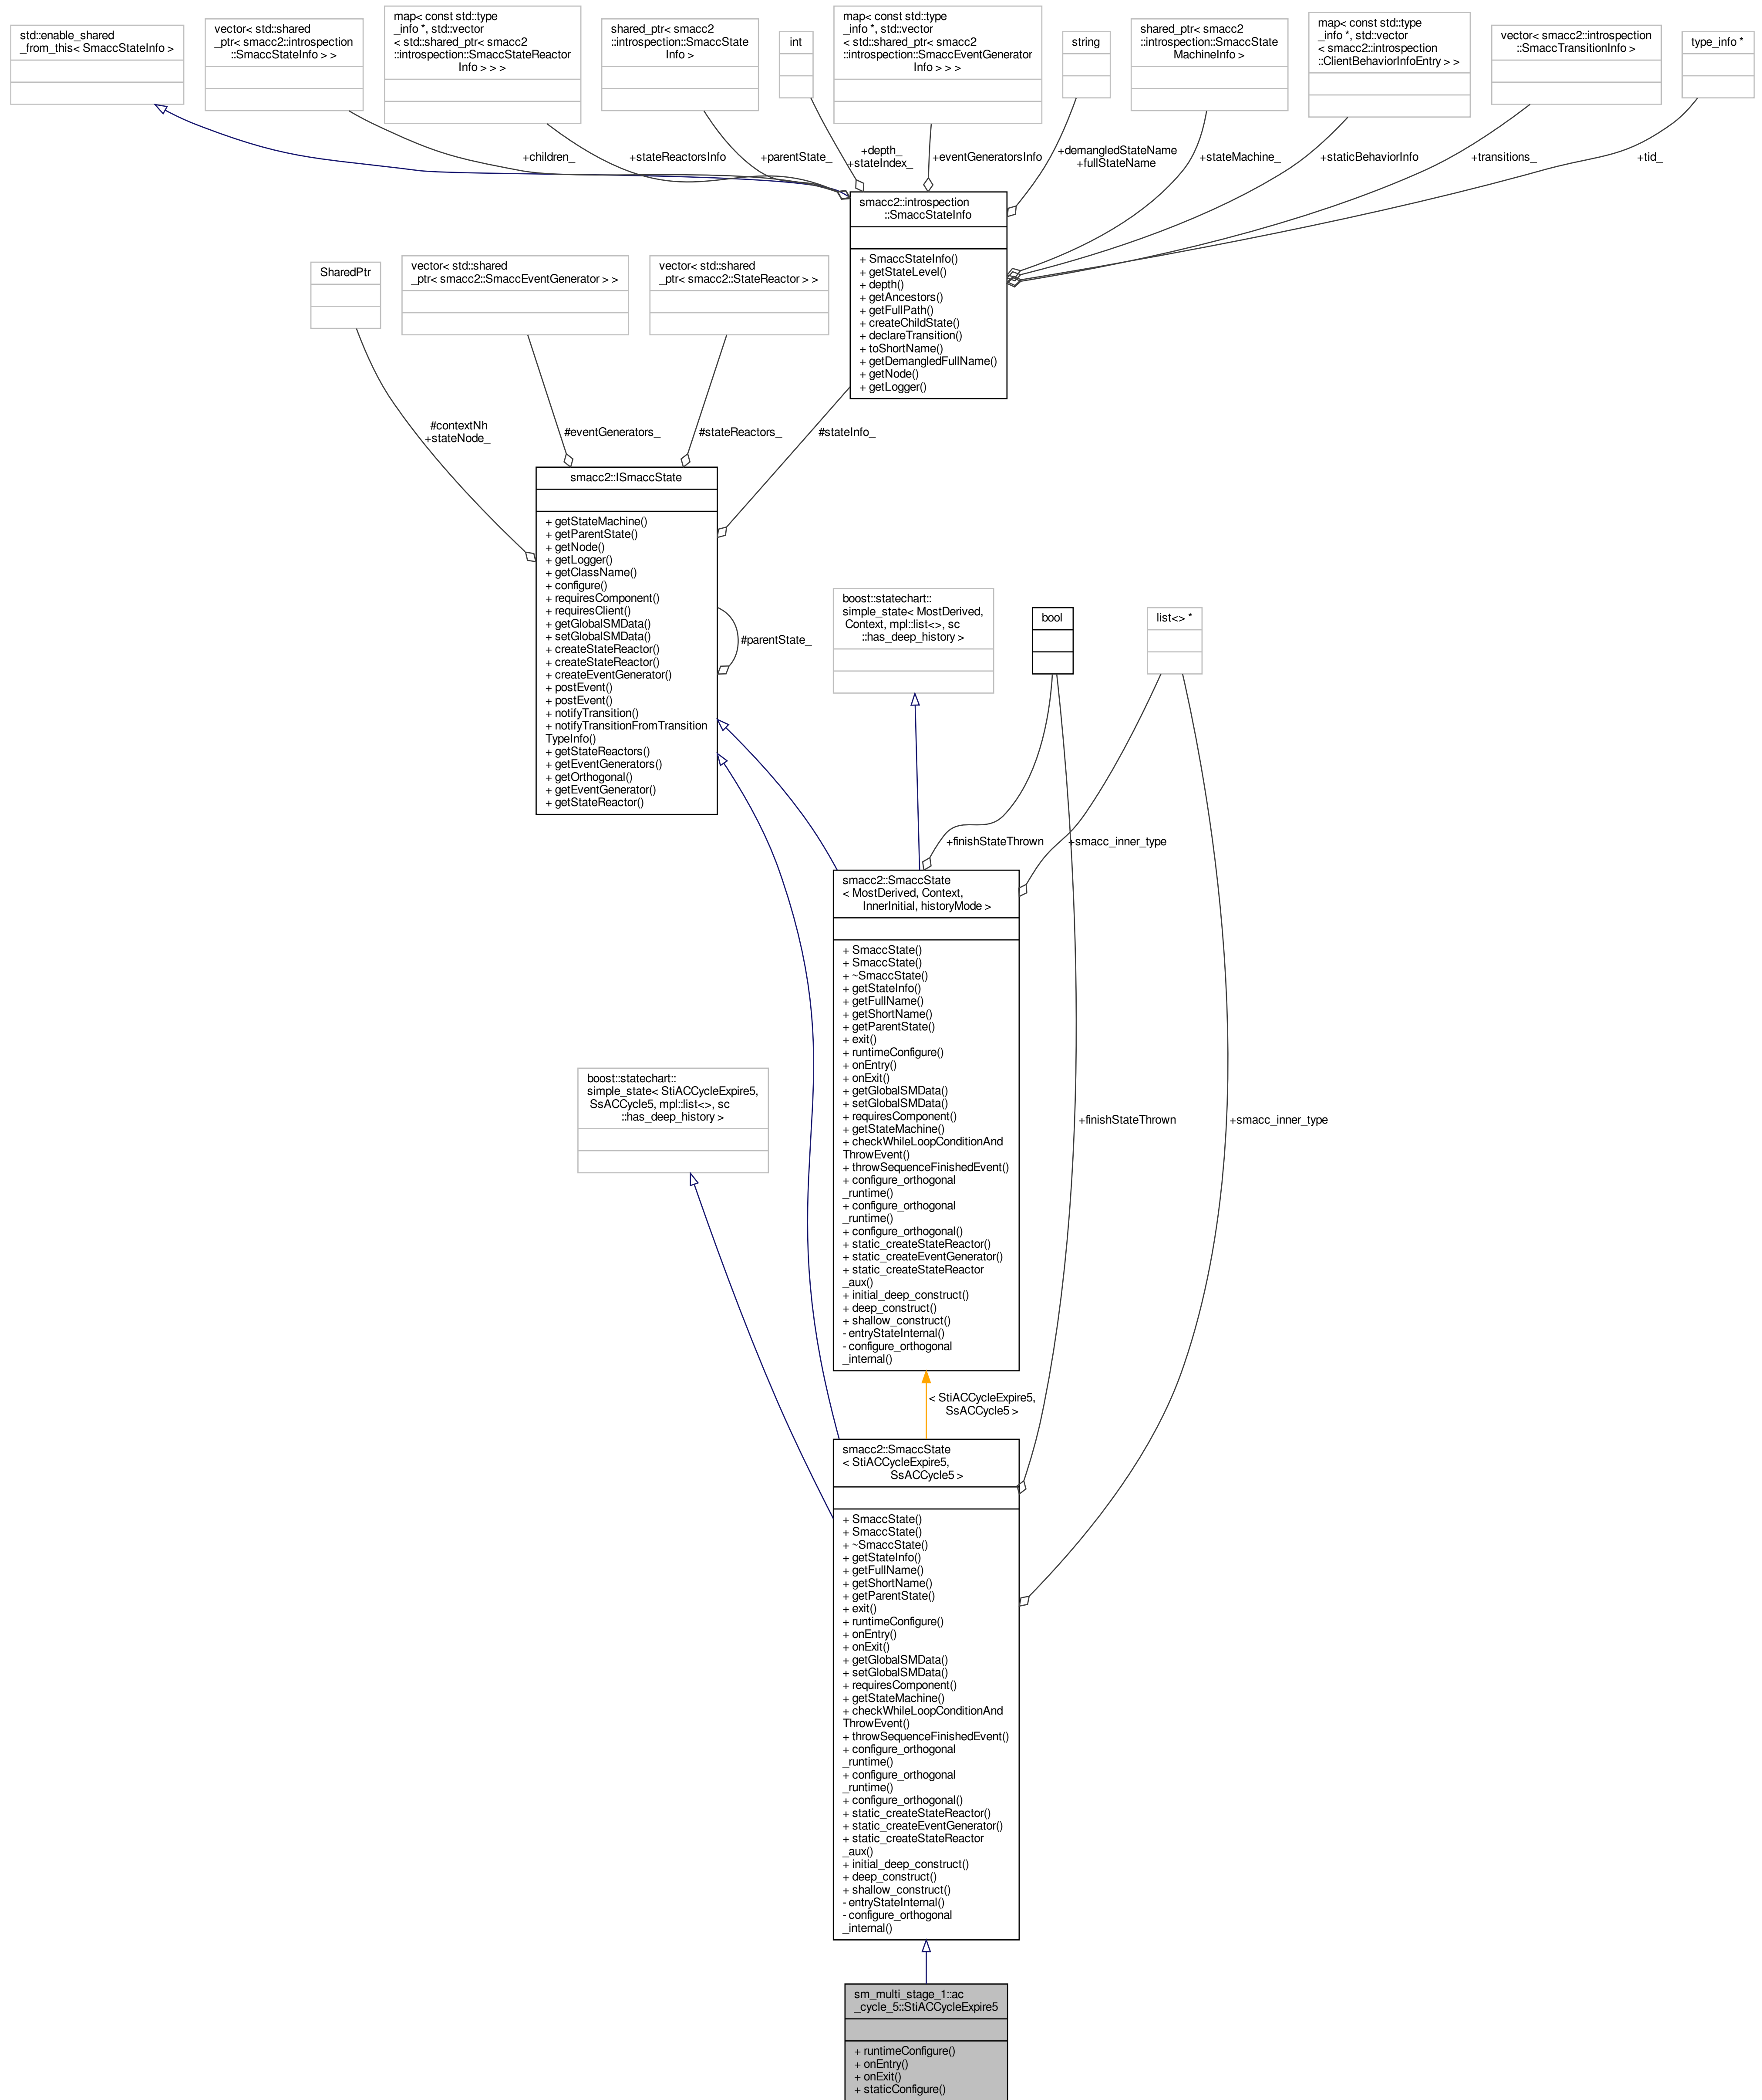 std::enable_shared
_from_this< SmaccStateInfo >
vector< std::shared
_ptr< smacc2::introspection
::SmaccStateInfo > >
map< const std::type
_info *, std::vector
< std::shared_ptr< smacc2
::introspection::SmaccStateReactor
Info > > >
shared_ptr< smacc2
::introspection::SmaccState
Info >
int
map< const std::type
_info *, std::vector
< std::shared_ptr< smacc2
::introspection::SmaccEventGenerator
Info > > >
string
shared_ptr< smacc2
::introspection::SmaccState
MachineInfo >
map< const std::type
_info *, std::vector
< smacc2::introspection
::ClientBehaviorInfoEntry > >
vector< smacc2::introspection
::SmaccTransitionInfo >
type_info *
+children_
+stateReactorsInfo
+parentState_
+depth_
+stateIndex_
+eventGeneratorsInfo
+demangledStateName
+fullStateName
+stateMachine_
+staticBehaviorInfo
+transitions_
+tid_
smacc2::introspection
::SmaccStateInfo
+ SmaccStateInfo()
+ getStateLevel()
+ depth()
+ getAncestors()
+ getFullPath()
+ createChildState()
+ declareTransition()
+ toShortName()
+ getDemangledFullName()
+ getNode()
+ getLogger()
SharedPtr
vector< std::shared
_ptr< smacc2::SmaccEventGenerator > >
vector< std::shared
_ptr< smacc2::StateReactor > >
#contextNh
+stateNode_
#eventGenerators_
#stateReactors_
#stateInfo_
smacc2::ISmaccState
+ getStateMachine()
+ getParentState()
+ getNode()
+ getLogger()
+ getClassName()
+ configure()
+ requiresComponent()
+ requiresClient()
+ getGlobalSMData()
+ setGlobalSMData()
+ createStateReactor()
+ createStateReactor()
+ createEventGenerator()
+ postEvent()
+ postEvent()
+ notifyTransition()
+ notifyTransitionFromTransition
TypeInfo()
+ getStateReactors()
+ getEventGenerators()
+ getOrthogonal()
+ getEventGenerator()
+ getStateReactor()
#parentState_
boost::statechart::
simple_state< MostDerived,
Context, mpl::list<>, sc
::has_deep_history >
bool
list<> *
+finishStateThrown
+smacc_inner_type
smacc2::SmaccState
< MostDerived, Context,
InnerInitial, historyMode >
+ SmaccState()
+ SmaccState()
+ ~SmaccState()
+ getStateInfo()
+ getFullName()
+ getShortName()
+ getParentState()
+ exit()
+ runtimeConfigure()
+ onEntry()
+ onExit()
+ getGlobalSMData()
+ setGlobalSMData()
+ requiresComponent()
+ getStateMachine()
+ checkWhileLoopConditionAnd
ThrowEvent()
+ throwSequenceFinishedEvent()
+ configure_orthogonal
_runtime()
+ configure_orthogonal
_runtime()
+ configure_orthogonal()
+ static_createStateReactor()
+ static_createEventGenerator()
+ static_createStateReactor
_aux()
+ initial_deep_construct()
+ deep_construct()
+ shallow_construct()
- entryStateInternal()
- configure_orthogonal
_internal()
boost::statechart::
simple_state< StiACCycleExpire5,
SsACCycle5, mpl::list<>, sc
::has_deep_history >
+finishStateThrown
+smacc_inner_type
< StiACCycleExpire5,
SsACCycle5 >
smacc2::SmaccState
< StiACCycleExpire5,
SsACCycle5 >
+ SmaccState()
+ SmaccState()
+ ~SmaccState()
+ getStateInfo()
+ getFullName()
+ getShortName()
+ getParentState()
+ exit()
+ runtimeConfigure()
+ onEntry()
+ onExit()
+ getGlobalSMData()
+ setGlobalSMData()
+ requiresComponent()
+ getStateMachine()
+ checkWhileLoopConditionAnd
ThrowEvent()
+ throwSequenceFinishedEvent()
+ configure_orthogonal
_runtime()
+ configure_orthogonal
_runtime()
+ configure_orthogonal()
+ static_createStateReactor()
+ static_createEventGenerator()
+ static_createStateReactor
_aux()
+ initial_deep_construct()
+ deep_construct()
+ shallow_construct()
- entryStateInternal()
- configure_orthogonal
_internal()
sm_multi_stage_1::ac
_cycle_5::StiACCycleExpire5
+ runtimeConfigure()
+ onEntry()
+ onExit()
+ staticConfigure()